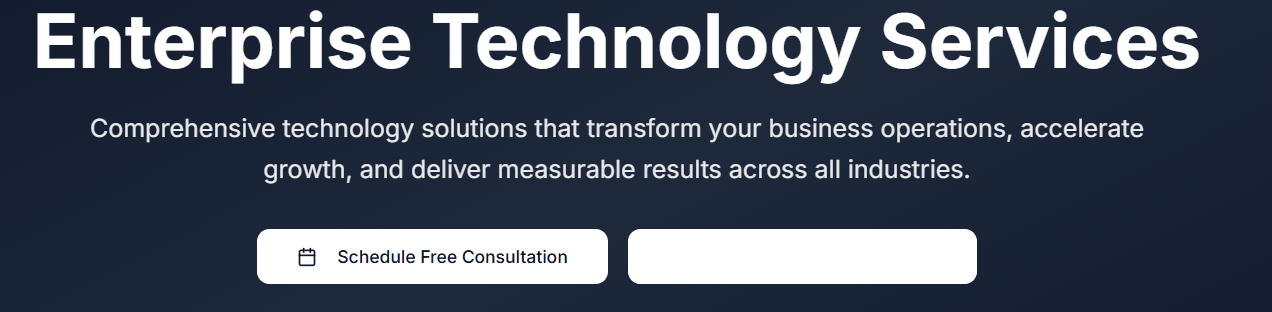 Enterprise Technology Services
Comprehensive technology solutions that transform your business operations, accelerate
growth, and deliver measurable results across all industries.
Schedule Free Consultation